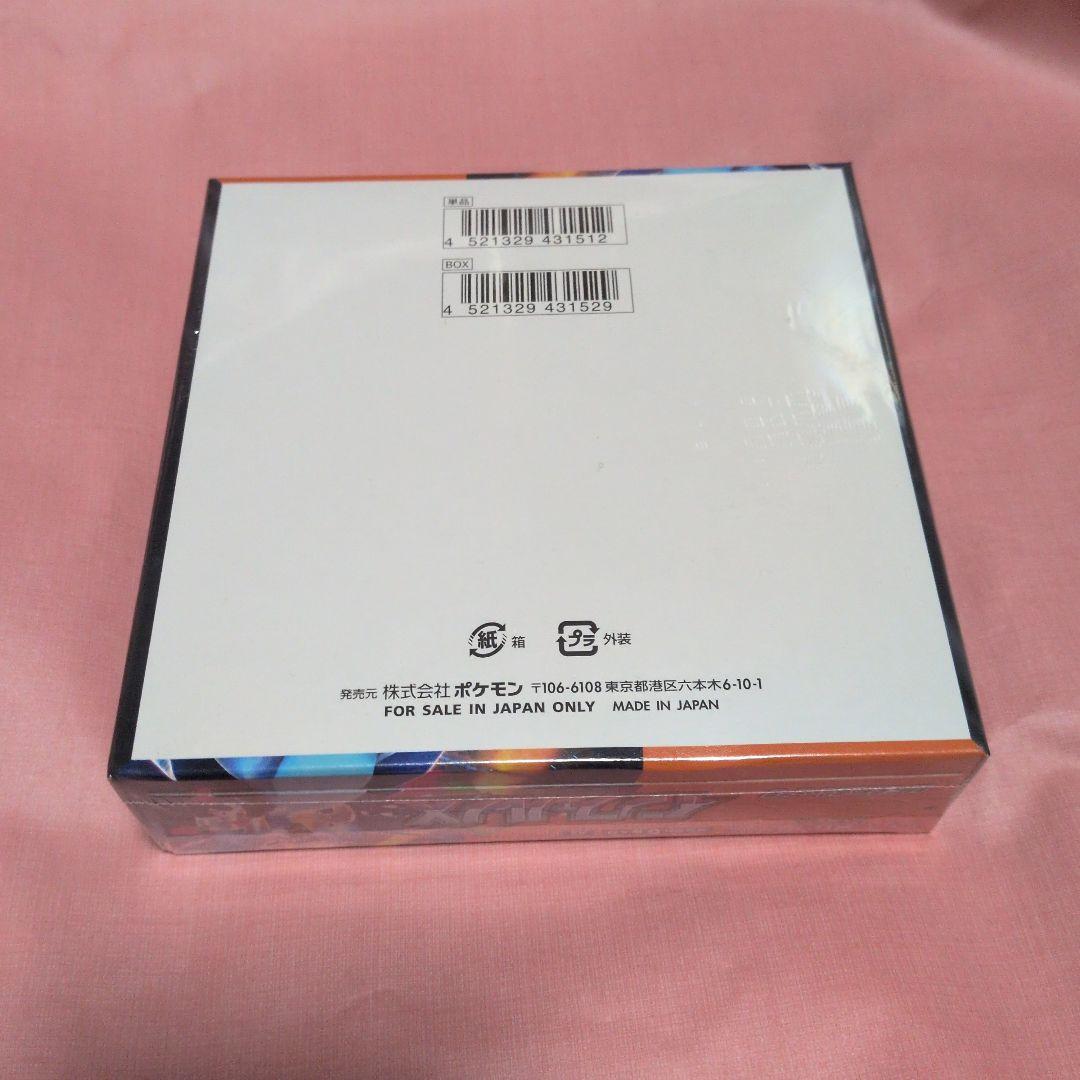 単品
4 521329 431512
BOX
4 521329 431529
紙 箱 プラ 外装
発売元 株式会社 ポケモン 〒106-6108 東京都港区六本木6-10-1
FOR SALE IN JAPAN ONLY MADE IN JAPAN